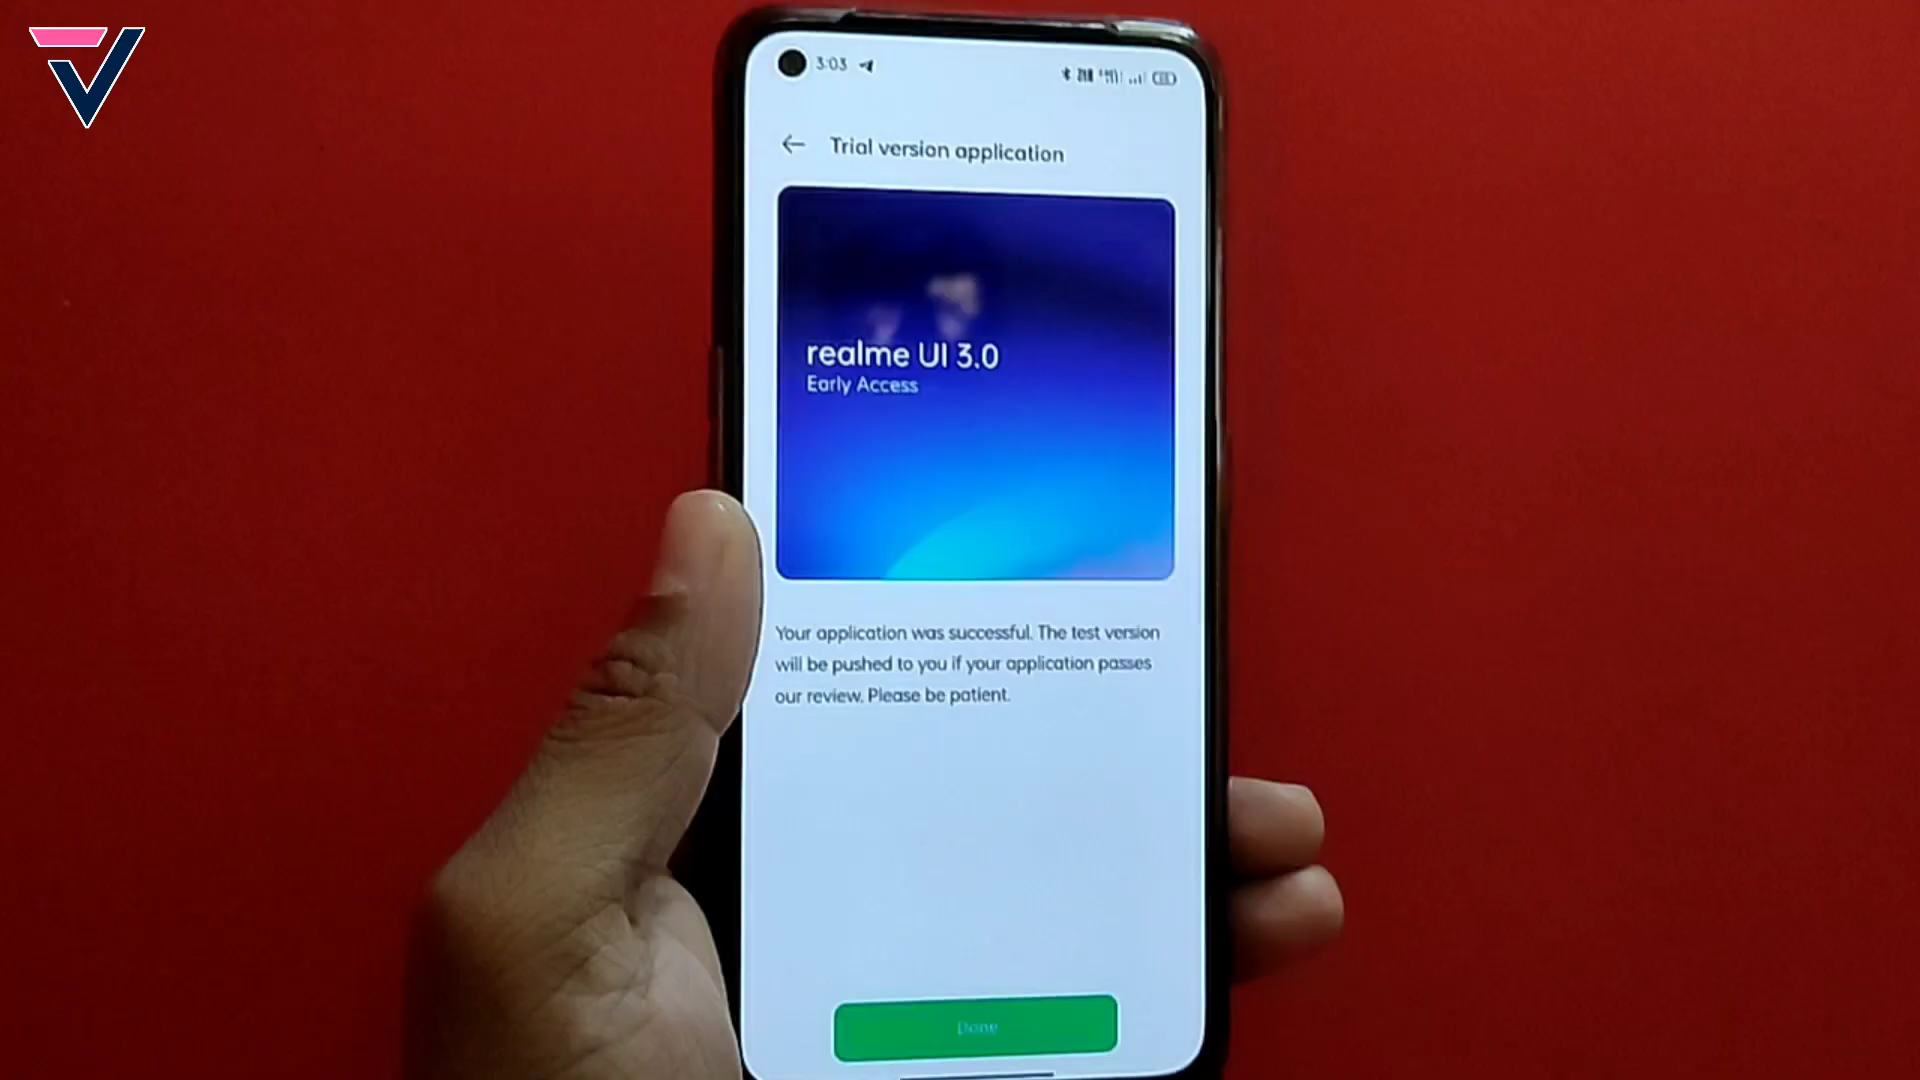 3:03
Trial version application
realme UI 3.0
Early Access
Your application was successful. The test version
will be pushed to you if your application passes
our review. Please be patient.
Done